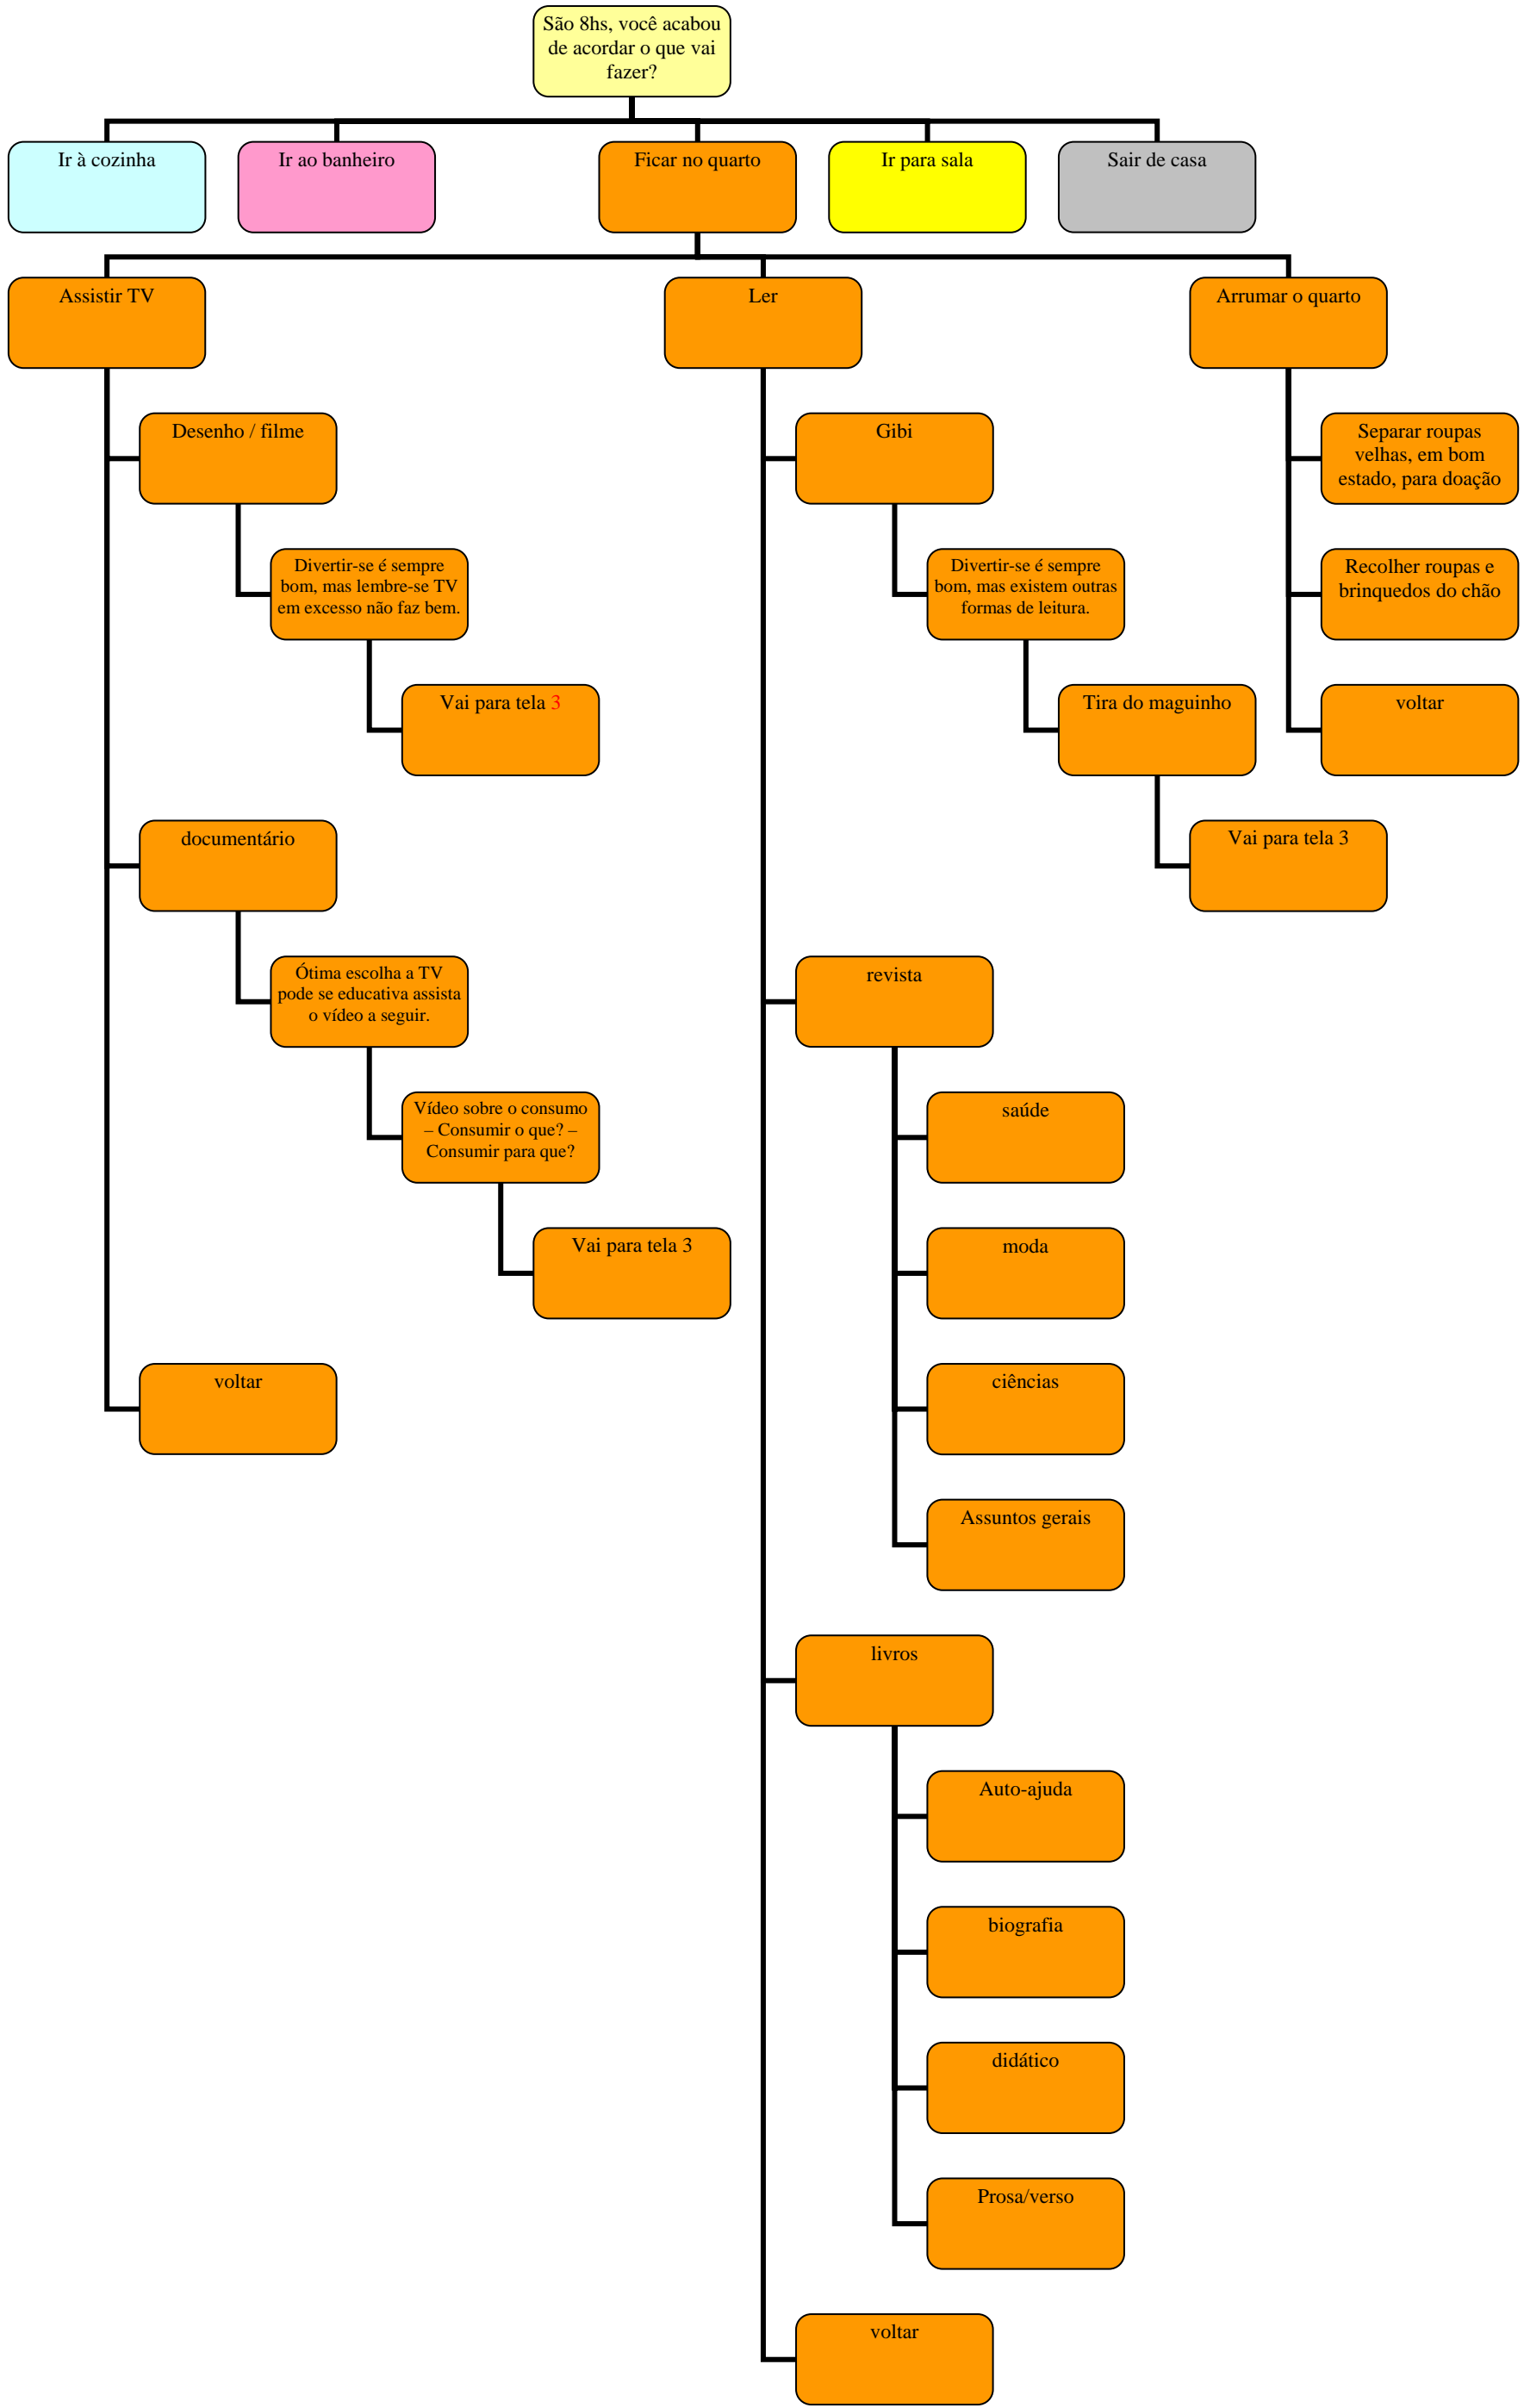 São 8hs, você acabou
de acordar o que vai
fazer?
Ir à cozinha
Ir ao banheiro
Ficar no quarto
Ir para sala
Sair de casa
Assistir TV
Desenho / filme
Divertir-se é sempre
bom, mas lembre-se TV
em excesso não faz bem.
Vai para tela 3
documentário
Ótima escolha a TV
pode se educativa assista
o vídeo a seguir.
Vídeo sobre o consumo
– Consumir o que? –
Consumir para que?
Vai para tela 3
voltar
Ler
Gibi
Divertir-se é sempre
bom, mas existem outras
formas de leitura.
Tira do maguinho
Vai para tela 3
revista
saúde
moda
ciências
Assuntos gerais
livros
Auto-ajuda
biografia
didático
Prosa/verso
voltar
Arrumar o quarto
Separar roupas
velhas, em bom
estado, para doação
Recolher roupas e
brinquedos do chão
voltar